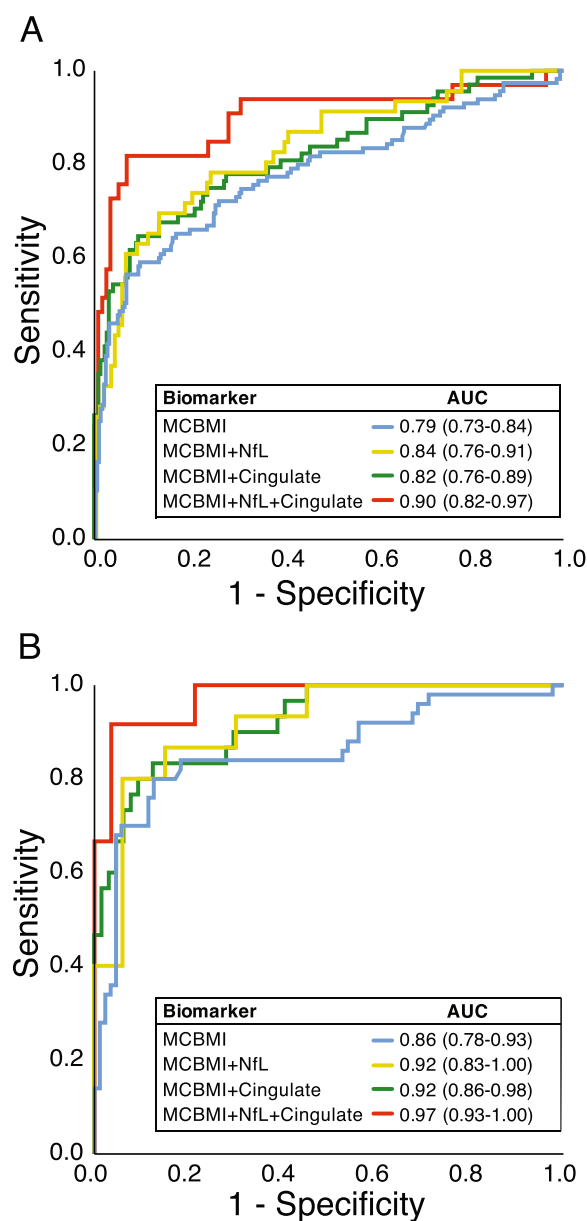 A
1.0
0.8
0.6
0.4
0.2
0.0
Sensitivity
Biomarker AUC
MCBMI 0.79 (0.73-0.84)
MCBMI+NfL 0.84 (0.76-0.91)
MCBMI+Cingulate 0.82 (0.76-0.89)
MCBMI+NfL+Cingulate 0.90 (0.82-0.97)
0.0 0.2 0.4 0.6 0.8 1.0
1 - Specificity
B
1.0
0.8
0.6
0.4
0.2
0.0
Sensitivity
Biomarker AUC
MCBMI 0.86 (0.78-0.93)
MCBMI+NfL 0.92 (0.83-1.00)
MCBMI+Cingulate 0.92 (0.86-0.98)
MCBMI+NfL+Cingulate 0.97 (0.93-1.00)
0.0 0.2 0.4 0.6 0.8 1.0
1 - Specificity